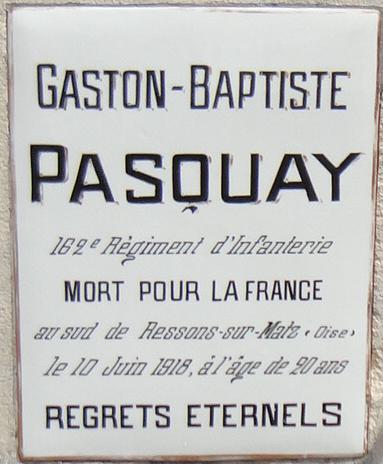 GASTON-BAPTISTE
PASQUAY
162e Régiment d'Infanterie
MORT POUR LA FRANCE
au sud de Ressons-sur-Matz (Oise)
le 10 Juin 1918, à l'âge de 20 ans
REGRETS ETERNELS